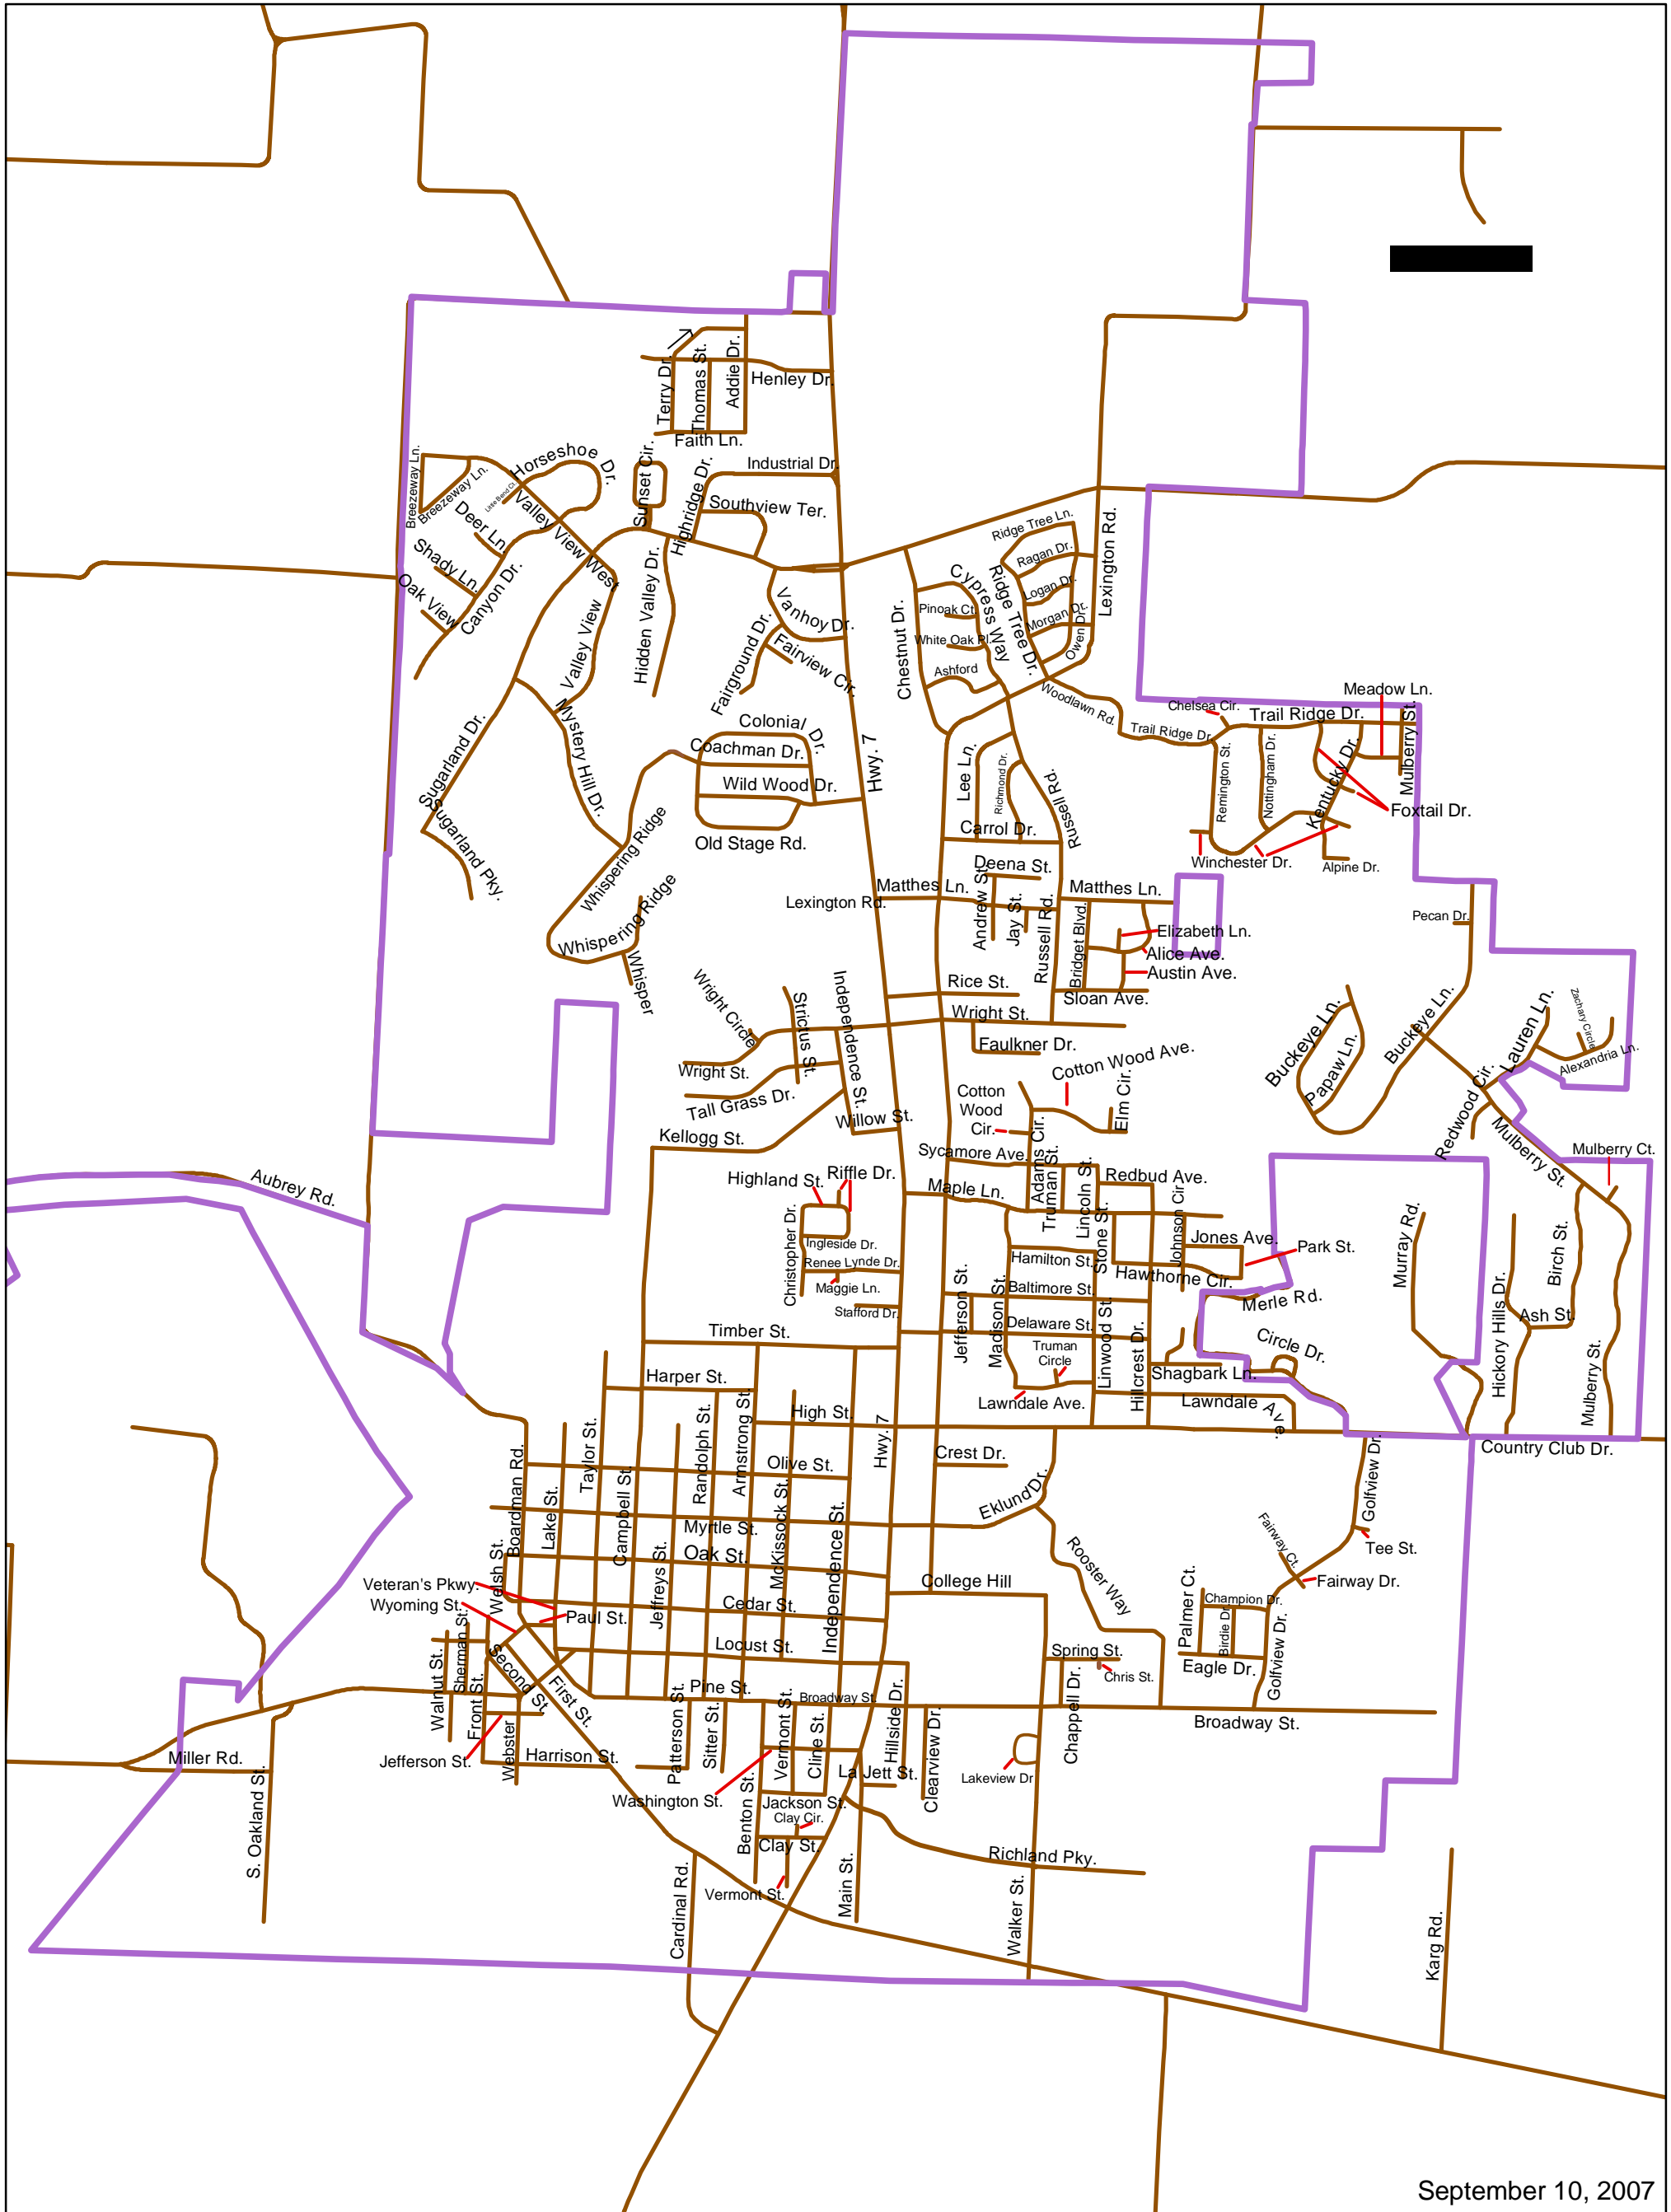 Terry Dr.
Thomas St.
Addie Dr.
Henley Dr.
Faith Ln.
Industrial Dr.
Highridge Dr.
Southview Ter.
Sunset Cir.
Horseshoe Dr.
Breezeway Ln.
Breezeway Ln.
Little Bend Ct.
Valley View West
Deer Ln.
Shady Ln.
Oak View
Canyon Dr.
Valley View
Hidden Valley Dr.
Vanhoy Dr.
Fairground Dr.
Fairview Cir.
Chestnut Dr.
Ridge Tree Ln.
Ragan Dr.
Logan Dr.
Morgan Dr.
Owen Dr.
Ridge Tree Dr.
Cypress Way
Pinoak Ct.
White Oak Pl.
Ashford
Lexington Rd.
Woodlawn Rd.
Chelsea Cir.
Trail Ridge Dr.
Trail Ridge Dr.
Meadow Ln.
Mulberry St.
Remington St.
Nottingham Dr.
Kentucky Dr.
Foxtail Dr.
Winchester Dr.
Alpine Dr.
Sugarland Dr.
Mystery Hill Dr.
Colonial Dr.
Coachman Dr.
Wild Wood Dr.
Old Stage Rd.
Hwy. 7
Lee Ln.
Richmond Dr.
Russell Rd.
Carrol Dr.
Sugarland Pky.
Whispering Ridge
Whispering Ridge
Whisper
Deena St.
Matthes Ln.
Matthes Ln.
Lexington Rd.
Andrew St.
Jay St.
Russell Rd.
Bridget Blvd.
Elizabeth Ln.
Alice Ave.
Austin Ave.
Sloan Ave.
Pecan Dr.
Rice St.
Wright St.
Faulkner Dr.
Wright Circle
Strictus St.
Independence St.
Wright St.
Tall Grass Dr.
Willow St.
Kellogg St.
Cotton Wood Ave.
Cotton
Wood
Cir.
Elm Cir.
Buckeye Ln.
Papaw Ln.
Buckeye Ln.
Lauren Ln.
Zachary Circle
Alexandria Ln.
Redwood Cir.
Mulberry St.
Mulberry Ct.
Aubrey Rd.
Highland St.
Riffle Dr.
Christopher Dr.
Ingleside Dr.
Renee Lynde Dr.
Maggie Ln.
Stafford Dr.
Sycamore Ave.
Adams Cir.
Truman St.
Lincoln St.
Redbud Ave.
Maple Ln.
Stone St.
Johnson Cir
Jones Ave.
Park St.
Hamilton St.
Hawthorne Cir.
Baltimore St.
Merle Rd.
Murray Rd.
Hickory Hills Dr.
Birch St.
Ash St.
Mulberry St.
Timber St.
Jefferson St.
Madison St.
Delaware St.
Truman
Circle
Linwood St.
Hillcrest Dr.
Circle Dr.
Shagbark Ln.
Lawndale Ave.
Lawndale Ave.
Country Club Dr.
Harper St.
High St.
Taylor St.
Randolph St.
Armstrong St.
Hwy. 7
Boardman Rd.
Olive St.
Crest Dr.
Lake St.
Campbell St.
McKissock St.
Eklund Dr.
Golfview Dr.
Myrtle St.
Independence St.
Tee St.
Welsh St.
Oak St.
Jeffreys St.
Rooster Way
Fairway Ct.
Fairway Dr.
Veteran's Pkwy.
Wyoming St.
College Hill
Cedar St.
Paul St.
Palmer Ct.
Champion Dr.
Birdie Dr.
Walnut St.
Sherman St.
Second St.
First St.
Locust St.
Spring St.
Chris St.
Eagle Dr.
Golfview Dr.
Front St.
Pine St.
Broadway St.
Hillside Dr.
Chappell Dr.
Broadway St.
Webster
Harrison St.
Patterson St.
Sitter St.
Vermont St.
Cline St.
La Jett St.
Clearview Dr.
Lakeview Dr
Miller Rd.
Jefferson St.
S. Oakland St.
Washington St.
Benton St.
Jackson St.
Clay Cir.
Clay St.
Richland Pky.
Vermont St.
Cardinal Rd.
Main St.
Walker St.
Karg Rd.
September 10, 2007